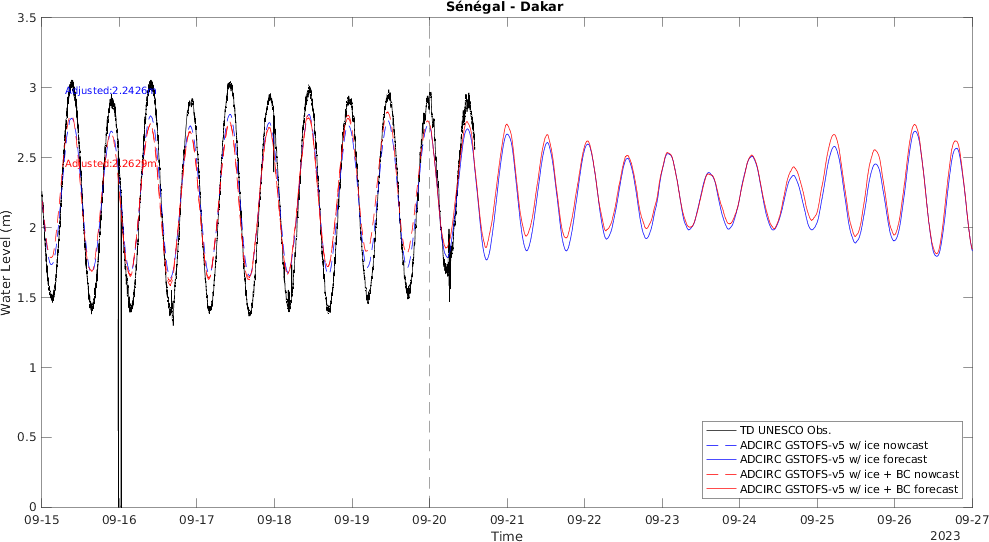 Sénégal - Dakar
3.5
3
2.5
2
1.5
1
0.5
0
Water Level (m)
Adjusted:2.2426m
Adjusted:2.2629m
TD UNESCO Obs.
ADCIRC GSTOFS-v5 w/ ice nowcast
ADCIRC GSTOFS-v5 w/ ice forecast
ADCIRC GSTOFS-v5 w/ ice + BC nowcast
ADCIRC GSTOFS-v5 w/ ice + BC forecast
09-15 09-16 09-17 09-18 09-19 09-20 09-21 09-22 09-23 09-24 09-25 09-26 09-27
Time
2023